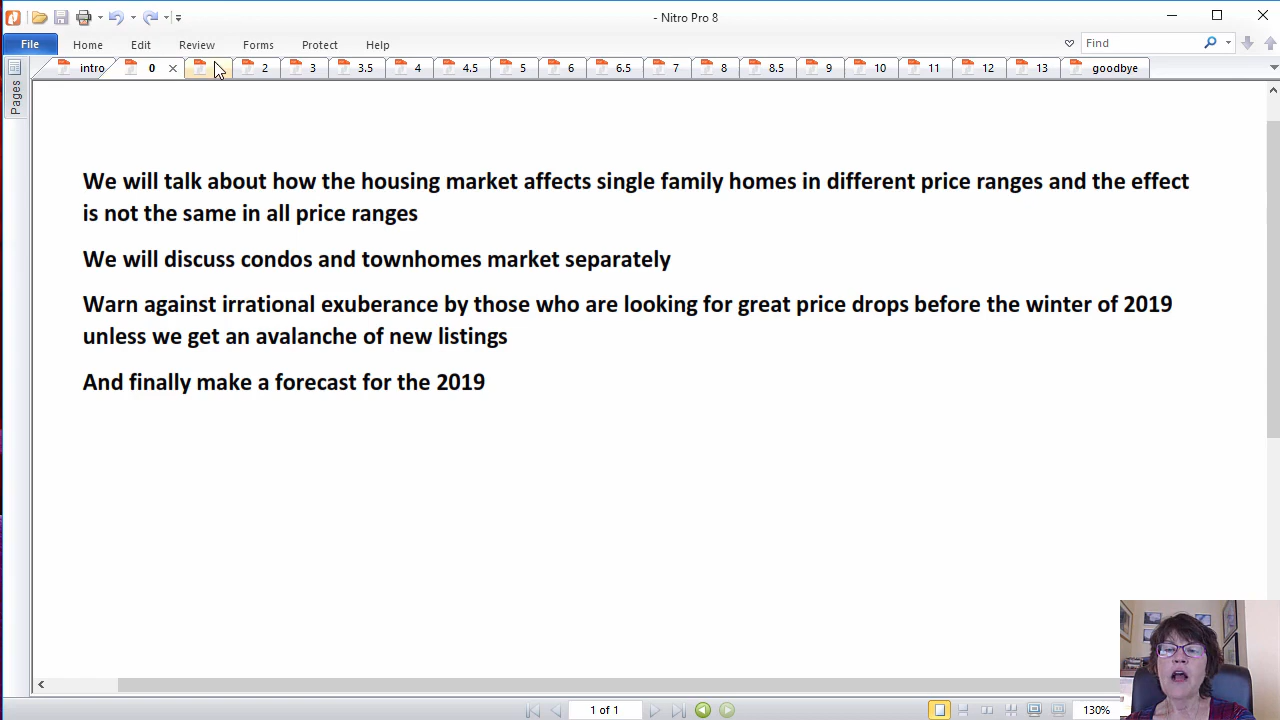 - Nitro Pro 8
File Home Edit Review Forms Protect Help Find
intro 0 2 3 3.5 4 4.5 5 6 6.5 7 8 8.5 9 10 11 12 13 goodbye
Pages
We will talk about how the housing market affects single family homes in different price ranges and the effect
is not the same in all price ranges
We will discuss condos and townhomes market separately
Warn against irrational exuberance by those who are looking for great price drops before the winter of 2019
unless we get an avalanche of new listings
And finally make a forecast for the 2019
1 of 1 130%